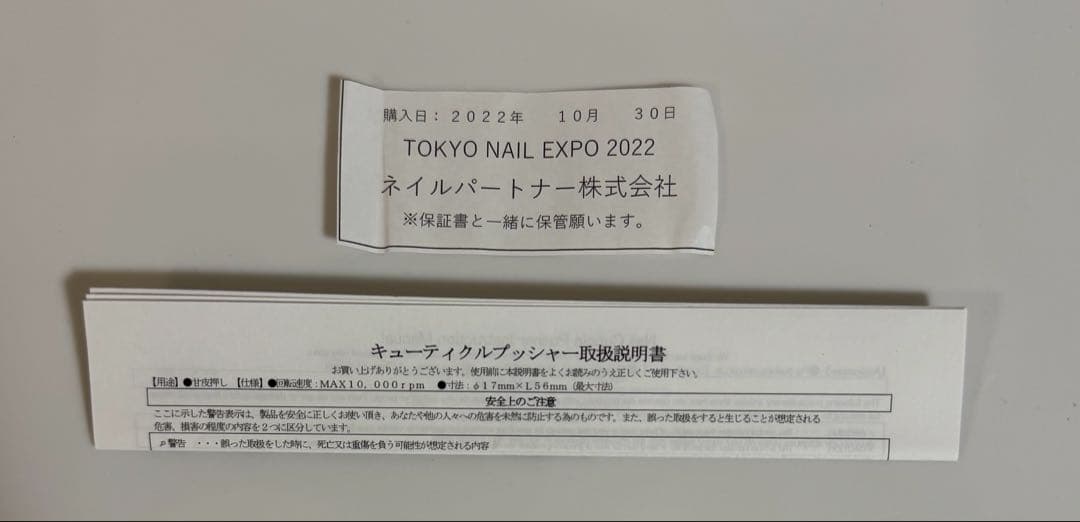 購入日：２０２２年　１０月　３０日
TOKYO NAIL EXPO 2022
ネイルパートナー株式会社
※保証書と一緒に保管願います。
キューティクルプッシャー取扱説明書
お買い上げありがとうございます。使用前に本説明書をよくお読みのうえ正しくご使用下さい。
【用途】●甘皮押し 【仕様】●回転速度：MAX１０，０００ｒｐｍ ●寸法：φ１７mm×Ｌ５６mm（最大寸法）
安全上のご注意
ここに示した警告表示は、製品を安全に正しくお使い頂き、あなたや他の人々への危害を未然に防止する為のものです。また、誤った取扱をすると生じることが想定される
危害、損害の程度の内容を２つに区分しています。
警告 ・・・誤った取扱をした時に、死亡又は重傷を負う可能性が想定される内容